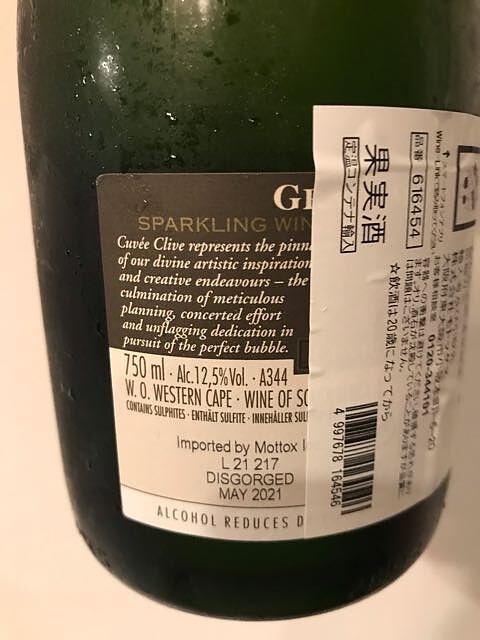 GR
SPARKLING WIN
Cuvée Clive represents the pinn
of our divine artistic inspiration
and creative endeavours – the
culmination of meticulous
planning, concerted effort
and unflagging dedication in
pursuit of the perfect bubble.
750 ml · Alc.12,5%Vol. · A344
W. O. WESTERN CAPE · WINE OF SO
CONTAINS SULPHITES · ENTHÄLT SULFITE · INNEHÅLLER SUL
Imported by Mottox I
L 21 217
DISGORGED
MAY 2021
ALCOHOL REDUCES D
果実酒
定温コンテナ輸入
品番 616454
0120-344101
☆飲酒は20歳になってから
4 997678 164546